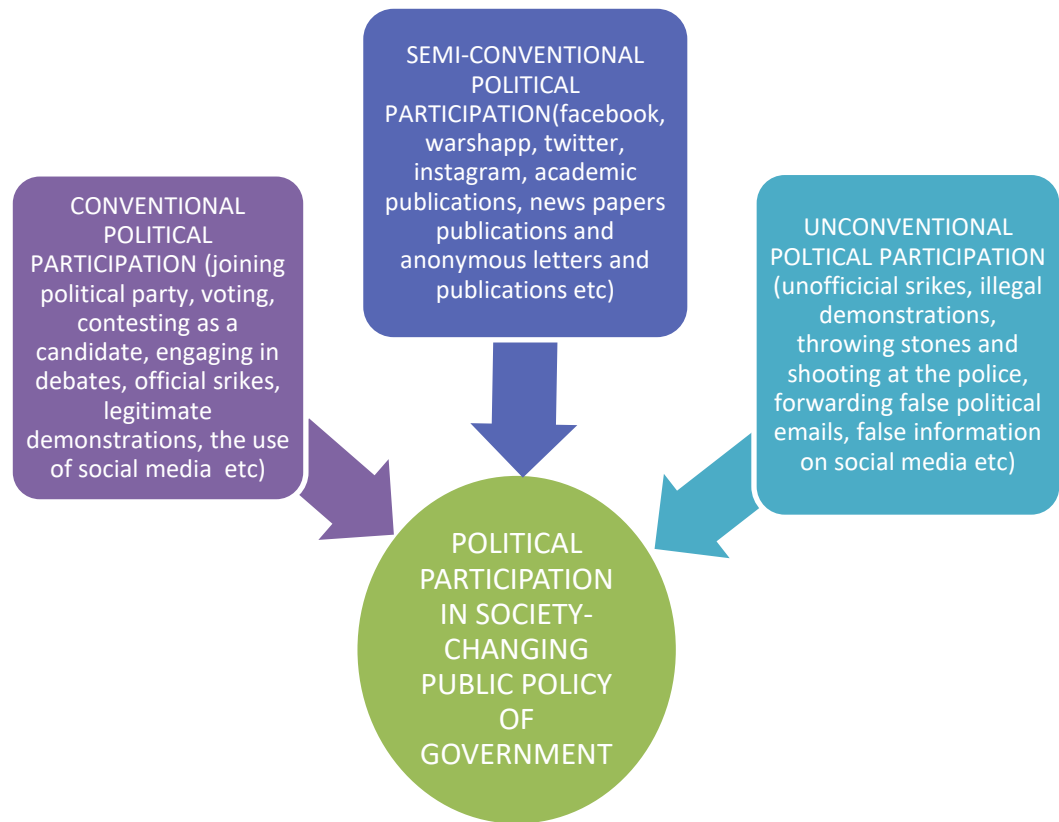 SEMI-CONVENTIONAL
POLITICAL
PARTICIPATION(facebook,
warshapp, twitter,
instagram, academic
publications, news papers
publications and
anonymous letters and
publications etc)
CONVENTIONAL
POLITICAL
PARTICIPATION (joining
political party, voting,
contesting as a
candidate, engaging in
debates, official srikes,
legitimate
demonstrations, the use
of social media etc)
UNCONVENTIONAL
POLTICAL PARTICIPATION
(unofficicial srikes, illegal
demonstrations,
throwing stones and
shooting at the police,
forwarding false political
emails, false information
on social media etc)
POLITICAL
PARTICIPATION
IN SOCIETY-
CHANGING
PUBLIC POLICY
OF
GOVERNMENT